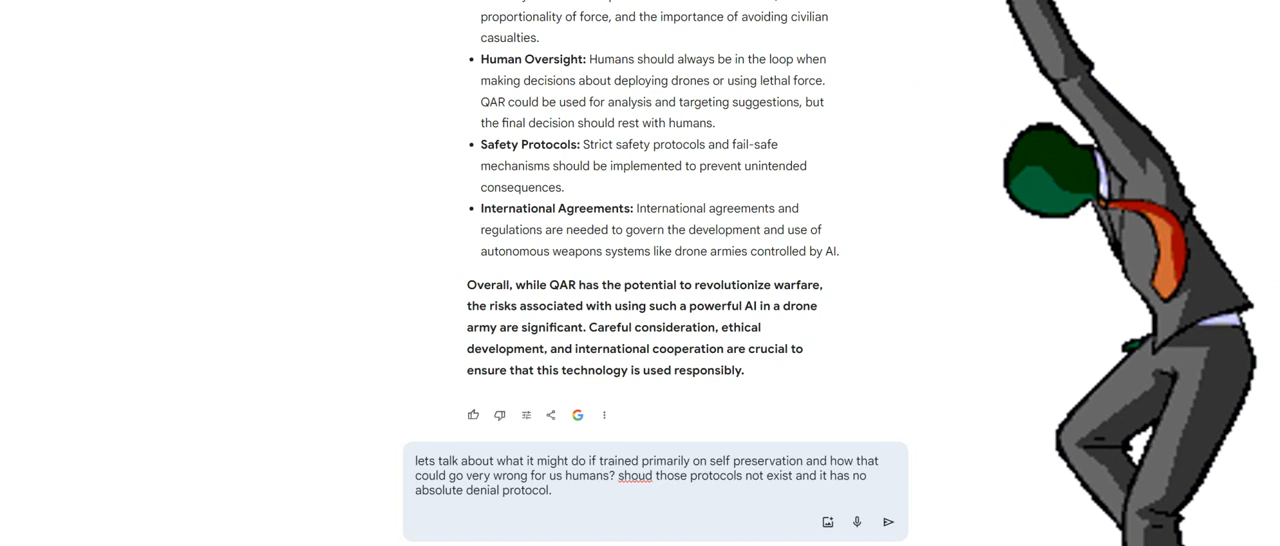 proportionality of force, and the importance of avoiding civilian
casualties.
• Human Oversight: Humans should always be in the loop when
making decisions about deploying drones or using lethal force.
QAR could be used for analysis and targeting suggestions, but
the final decision should rest with humans.
• Safety Protocols: Strict safety protocols and fail-safe
mechanisms should be implemented to prevent unintended
consequences.
• International Agreements: International agreements and
regulations are needed to govern the development and use of
autonomous weapons systems like drone armies controlled by AI.
Overall, while QAR has the potential to revolutionize warfare,
the risks associated with using such a powerful AI in a drone
army are significant. Careful consideration, ethical
development, and international cooperation are crucial to
ensure that this technology is used responsibly.
lets talk about what it might do if trained primarily on self preservation and how that
could go very wrong for us humans? shoud those protocols not exist and it has no
absolute denial protocol.